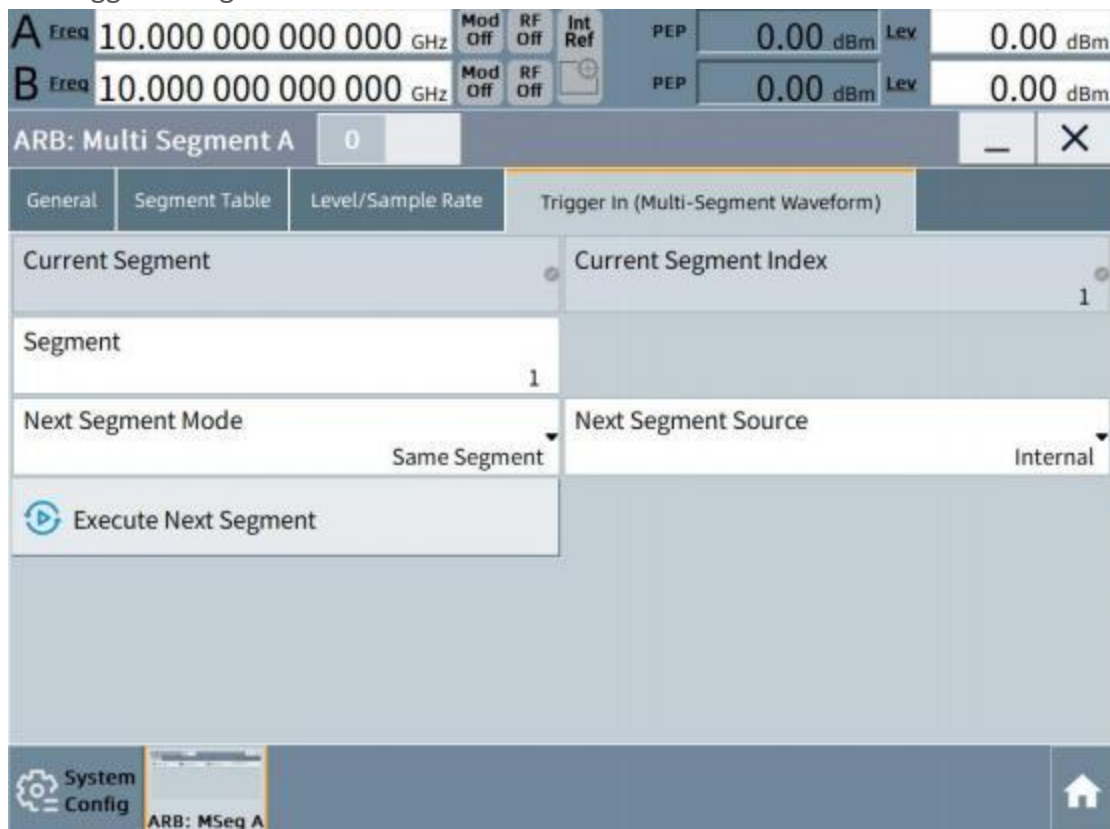 A Freq 10.000 000 000 000 GHz Mod Off RF Off Int Ref PEP 0.00 dBm Lev 0.00 dBm
B Freq 10.000 000 000 000 GHz Mod Off RF Off PEP 0.00 dBm Lev 0.00 dBm
ARB: Multi Segment A 0
General Segment Table Level/Sample Rate Trigger In (Multi-Segment Waveform)
Current Segment Current Segment Index
1
Segment
1
Next Segment Mode Next Segment Source
Same Segment Internal
Execute Next Segment
System Config
ARB: MSeg A